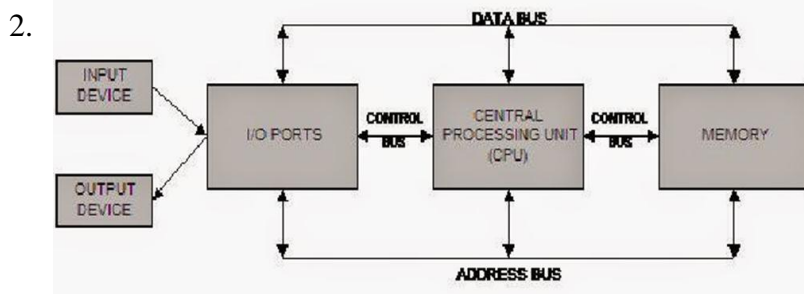 2.
DATA BUS
INPUT
DEVICE
I/O PORTS
CONTROL
BUS
CENTRAL
PROCESSING UNIT
(CPU)
CONTROL
BUS
MEMORY
OUTPUT
DEVICE
ADDRESS BUS